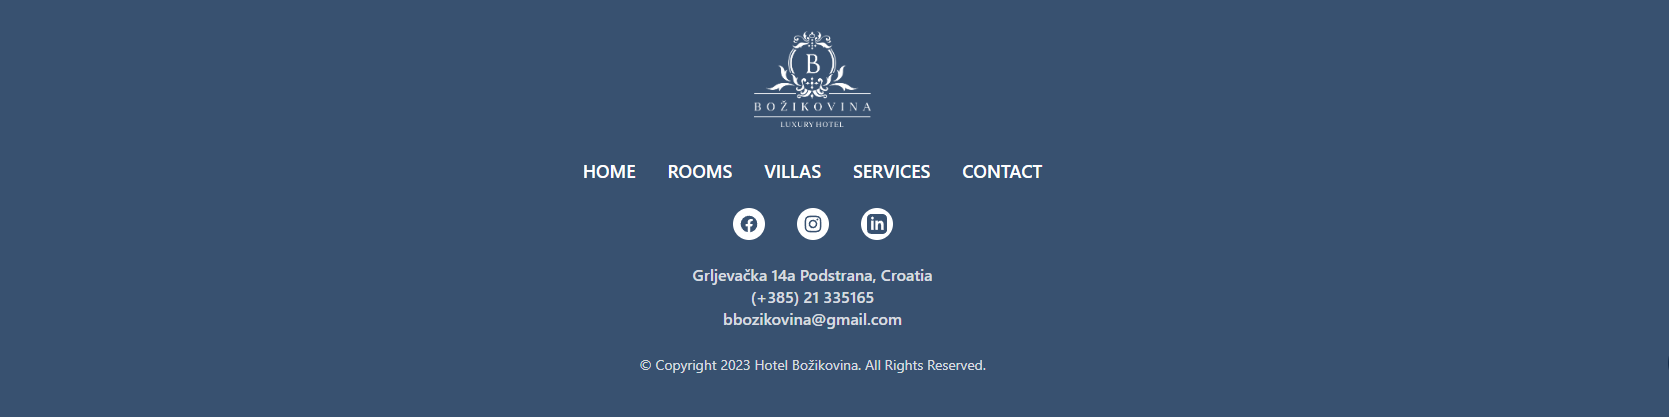 B
BOŽIKOVINA
LUXURY HOTEL
HOME ROOMS VILLAS SERVICES CONTACT
in
Grljevačka 14a Podstrana, Croatia
(+385) 21 335165
bbozikovina@gmail.com
© Copyright 2023 Hotel Božikovina. All Rights Reserved.